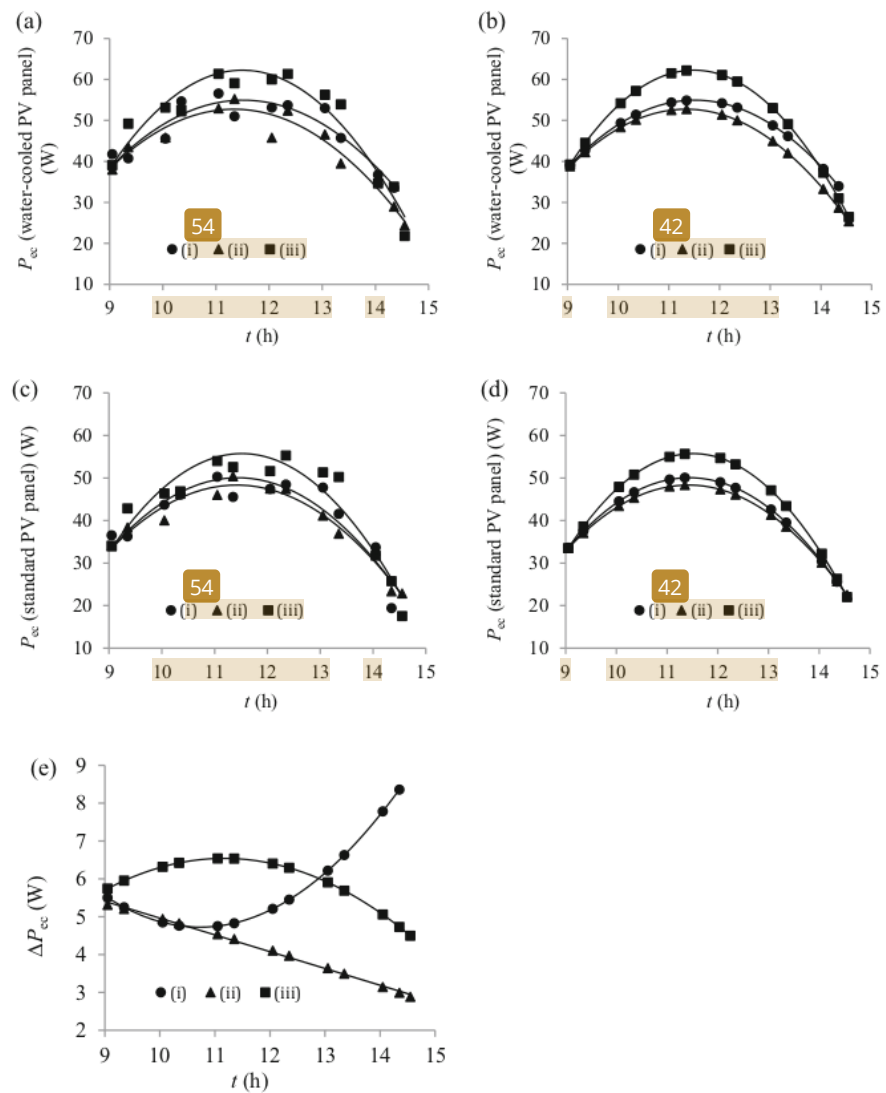 (a)
70
60
50
40
30
20
10
P_ec (water-cooled PV panel)
(W)
54
(i) (ii) (iii)
9 10 11 12 13 14 15
t (h)
(b)
70
60
50
40
30
20
10
P_ec (water-cooled PV panel)
(W)
42
(i) (ii) (iii)
9 10 11 12 13 14 15
t (h)
(c)
70
60
50
40
30
20
10
P_ec (standard PV panel) (W)
54
(i) (ii) (iii)
9 10 11 12 13 14 15
t (h)
(d)
70
60
50
40
30
20
10
P_ec (standard PV panel) (W)
42
(i) (ii) (iii)
9 10 11 12 13 14 15
t (h)
(e)
9
8
7
6
5
4
3
2
ΔP_ec (W)
(i) (ii) (iii)
9 10 11 12 13 14 15
t (h)